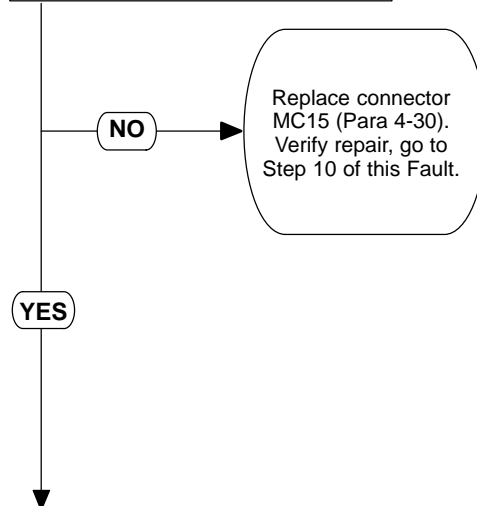 NO
Replace connector
MC15 (Para 4-30).
Verify repair, go to
Step 10 of this Fault.
YES